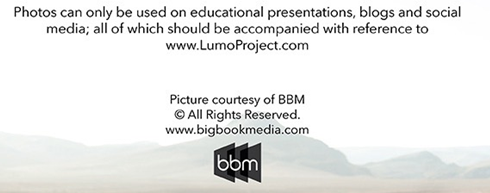 Photos can only be used on educational presentations, blogs and social
media; all of which should be accompanied with reference to
www.LumoProject.com
Picture courtesy of BBM
© All Rights Reserved.
www.bigbookmedia.com
bbm